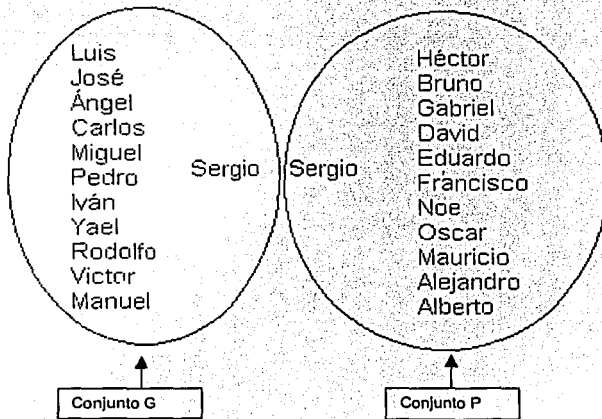 Luis
José
Ángel
Carlos
Miguel
Pedro
Iván
Yael
Rodolfo
Victor
Manuel
Sergio
Sergio
Héctor
Bruno
Gabriel
David
Eduardo
Francisco
Noe
Oscar
Mauricio
Alejandro
Alberto
Conjunto G
Conjunto P